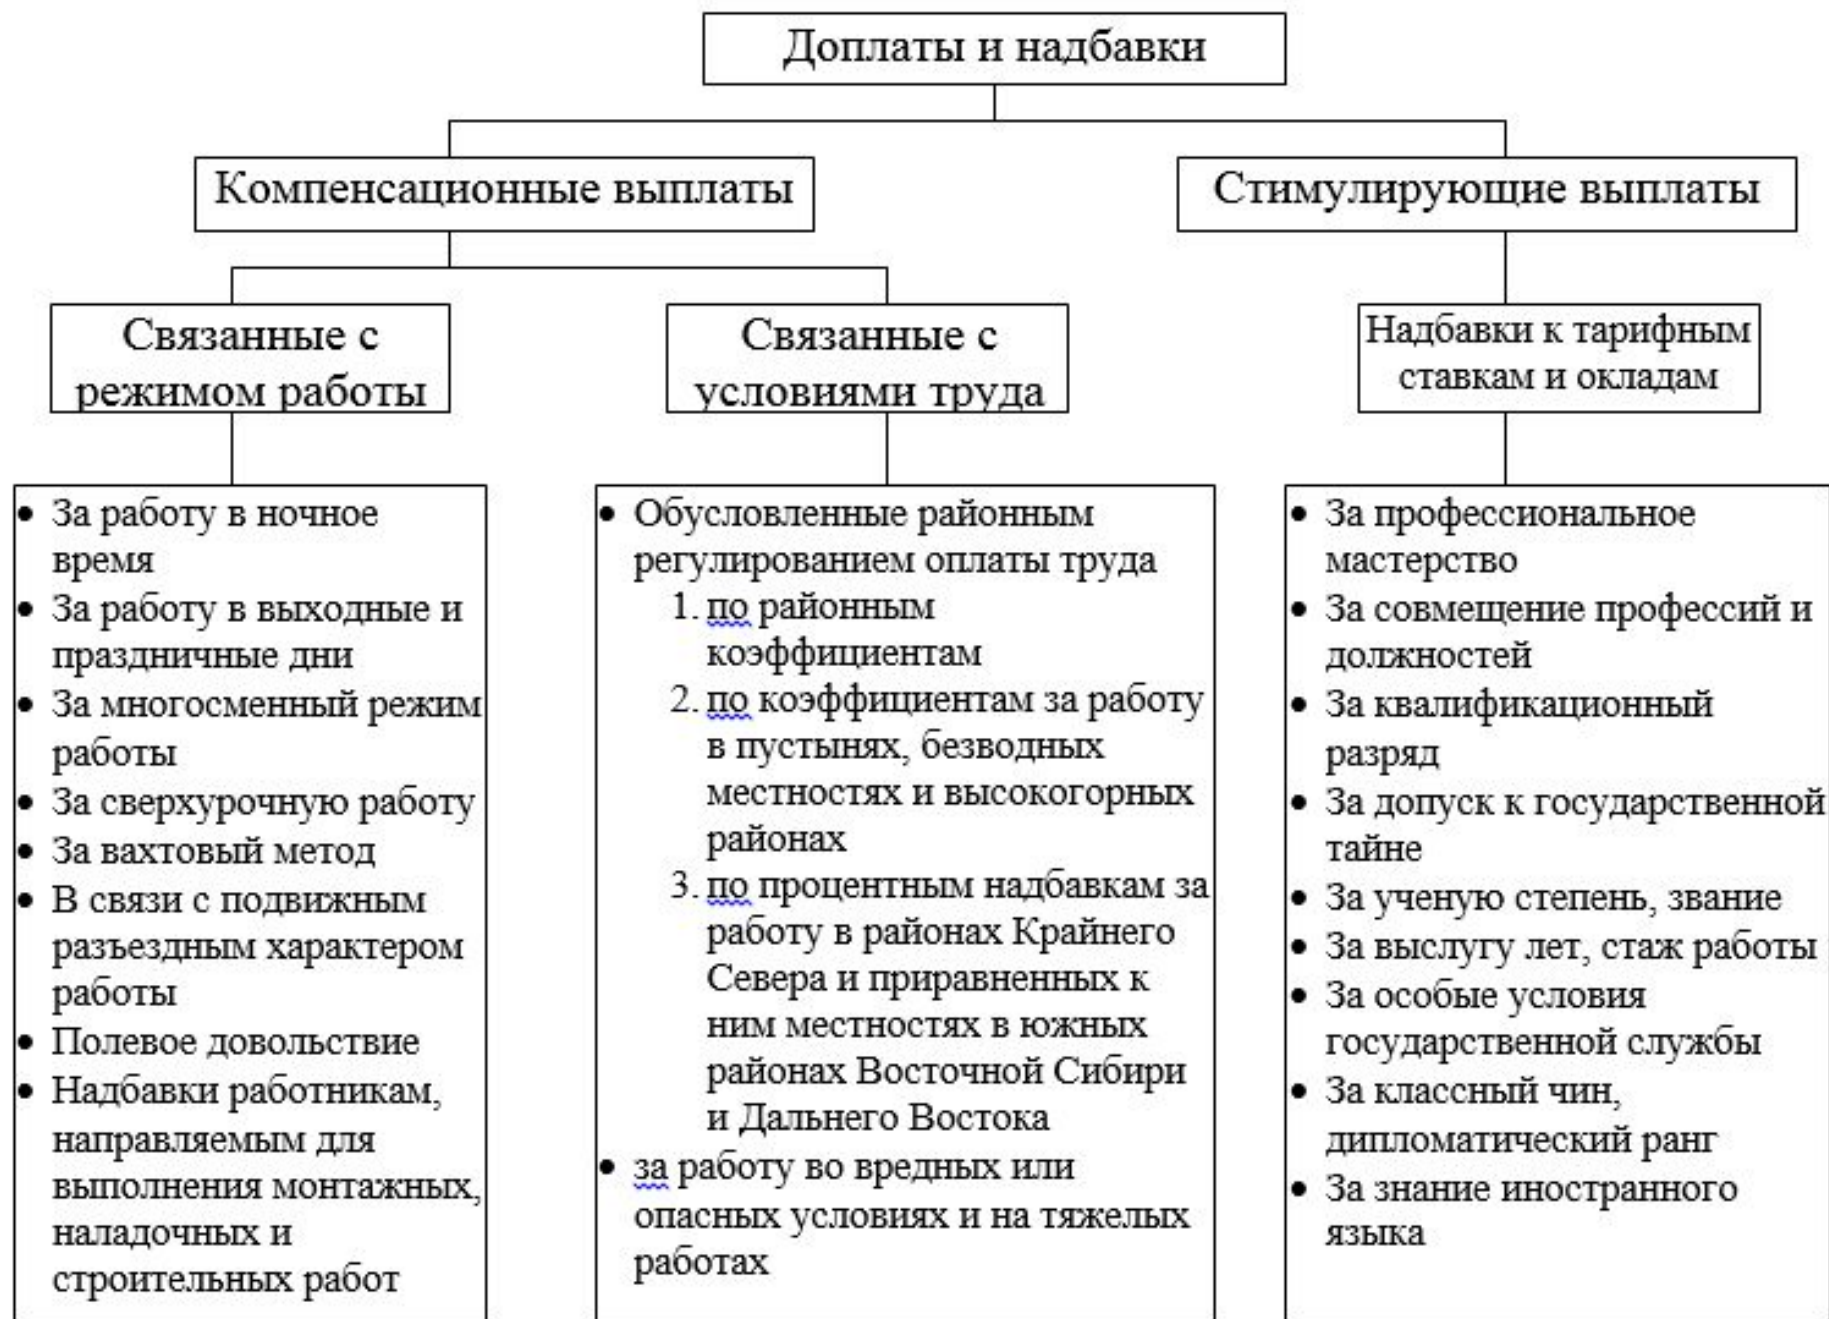 Доплаты и надбавки
Компенсационные выплаты
Стимулирующие выплаты
Связанные с
режимом работы
Связанные с
условиями труда
Надбавки к тарифным
ставкам и окладам
• За работу в ночное
время
• За работу в выходные и
праздничные дни
• За многосменный режим
работы
• За сверхурочную работу
• За вахтовый метод
• В связи с подвижным
разъездным характером
работы
• Полевое довольствие
• Надбавки работникам,
направляемым для
выполнения монтажных,
наладочных и
строительных работ
• Обусловленные районным
регулированием оплаты труда
1. по районным
коэффициентам
2. по коэффициентам за работу
в пустынях, безводных
местностях и высокогорных
районах
3. по процентным надбавкам за
работу в районах Крайнего
Севера и приравненных к
ним местностях в южных
районах Восточной Сибири
и Дальнего Востока
• за работу во вредных или
опасных условиях и на тяжелых
работах
• За профессиональное
мастерство
• За совмещение профессий и
должностей
• За квалификационный
разряд
• За допуск к государственной
тайне
• За ученую степень, звание
• За выслугу лет, стаж работы
• За особые условия
государственной службы
• За классный чин,
дипломатический ранг
• За знание иностранного
языка